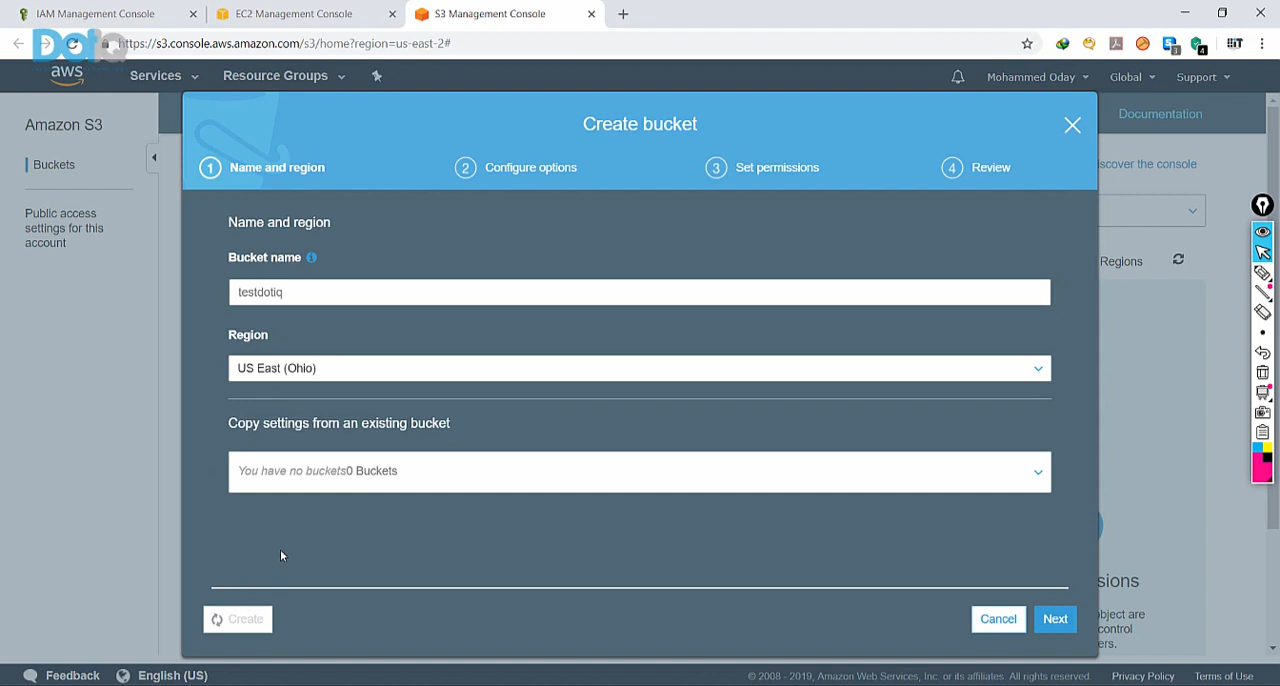 IAM Management Console
EC2 Management Console
S3 Management Console
https://s3.console.aws.amazon.com/s3/home?region=us-east-2#
aws
Services
Resource Groups
Mohammed Oday
Global
Support
Amazon S3
Buckets
Public access
settings for this
account
Documentation
scover the console
Regions
Create bucket
1 Name and region
2 Configure options
3 Set permissions
4 Review
Name and region
Bucket name
testdotiq
Region
US East (Ohio)
Copy settings from an existing bucket
You have no buckets0 Buckets
Create
Cancel
Next
sions
bject are
control
ers.
Feedback
English (US)
© 2008 - 2019, Amazon Web Services, Inc. or its affiliates. All rights reserved.
Privacy Policy
Terms of Use